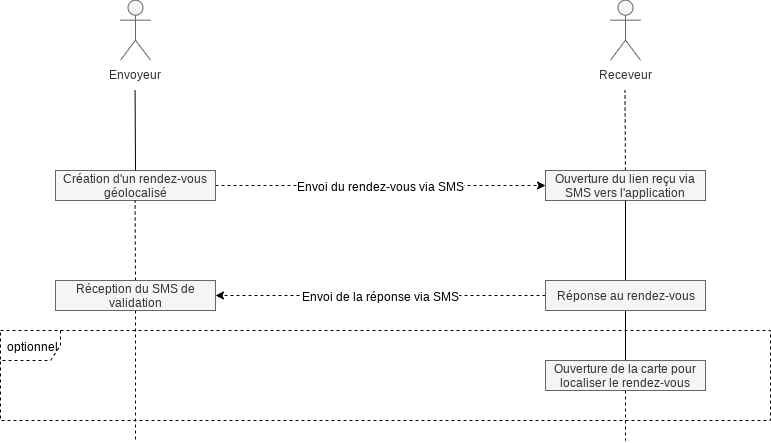 Envoyeur
Receveur
Création d'un rendez-vous
géolocalisé
Envoi du rendez-vous via SMS
Ouverture du lien reçu via
SMS vers l'application
Réception du SMS de
validation
Envoi de la réponse via SMS
Réponse au rendez-vous
optionnel
Ouverture de la carte pour
localiser le rendez-vous